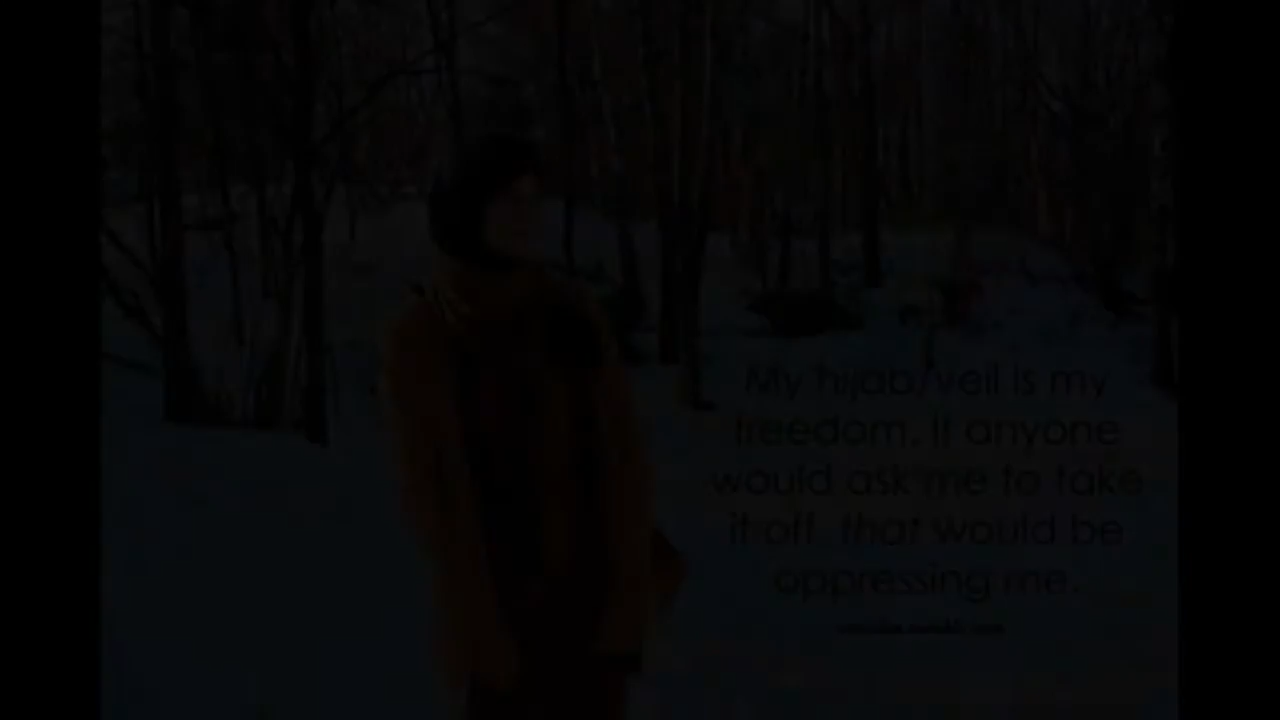 My hijab/veil is my
freedom. If anyone
would ask me to take
it off, that would be
oppressing me.